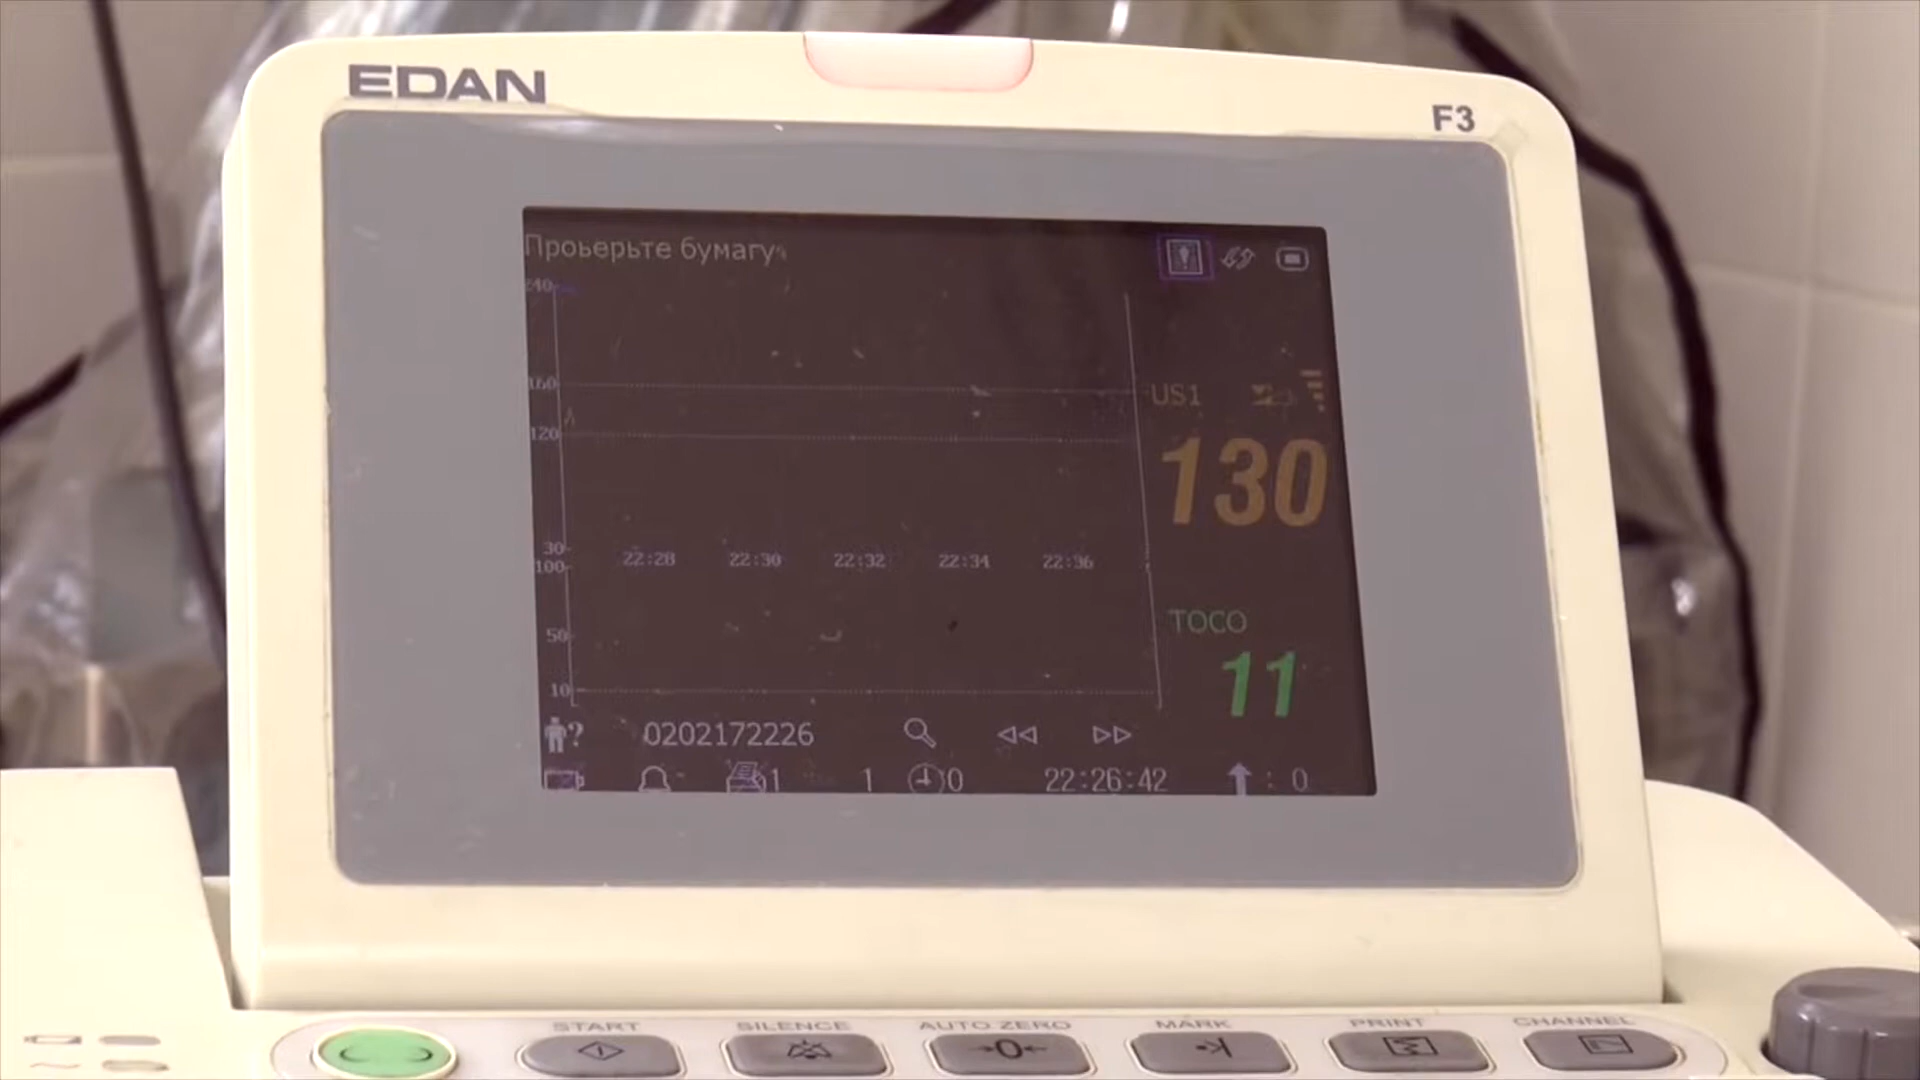 EDAN
F3
Проьерьте бумагу
240
160
US1
120
130
30
22:28 22:30 22:32 22:34 22:36
100
TOCO
50
11
10
? 0202172226
1 1 0 22:26:42 : 0
START SILENCE AUTO ZERO MARK PRINT CHANNEL
→0←